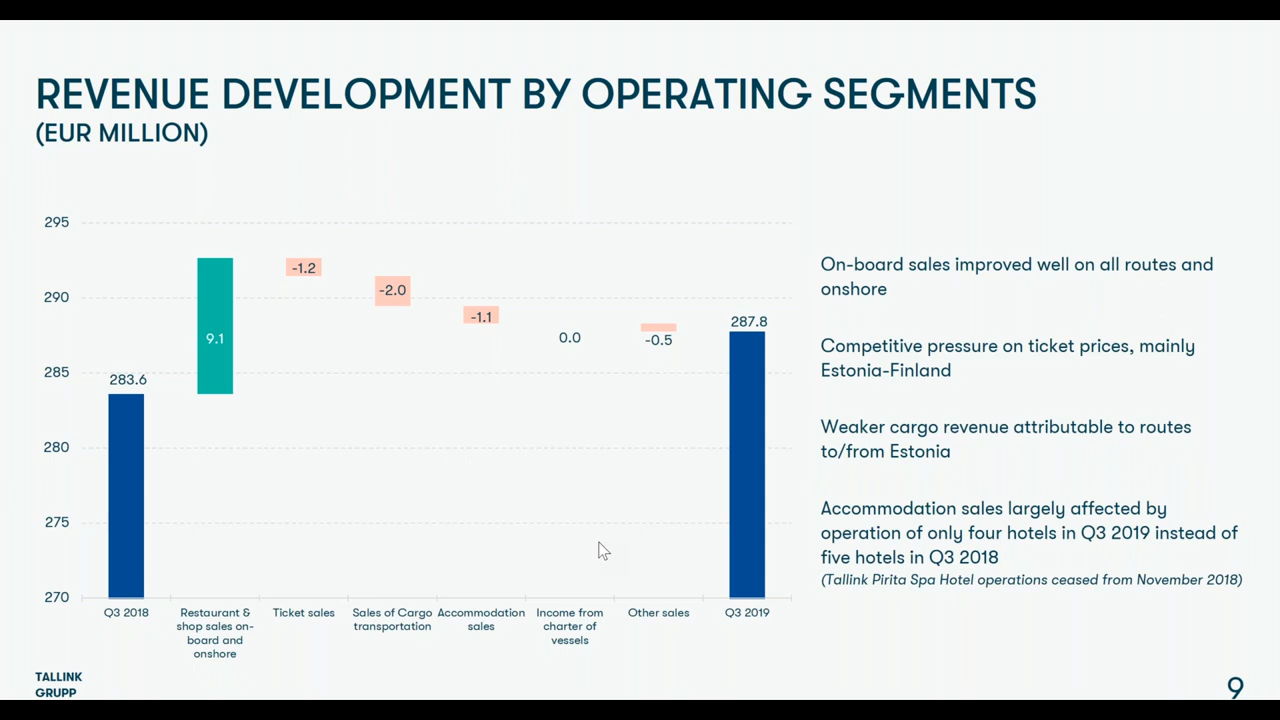 REVENUE DEVELOPMENT BY OPERATING SEGMENTS
(EUR MILLION)
295
290
285
280
275
270
283.6
9.1
-1.2
-2.0
-1.1
0.0
-0.5
287.8
Q3 2018
Restaurant &
shop sales on-
board and
onshore
Ticket sales
Sales of Cargo
transportation
Accommodation
sales
Income from
charter of
vessels
Other sales
Q3 2019
On-board sales improved well on all routes and
onshore
Competitive pressure on ticket prices, mainly
Estonia-Finland
Weaker cargo revenue attributable to routes
to/from Estonia
Accommodation sales largely affected by
operation of only four hotels in Q3 2019 instead of
five hotels in Q3 2018
(Tallink Pirita Spa Hotel operations ceased from November 2018)
TALLINK
GRUPP
9